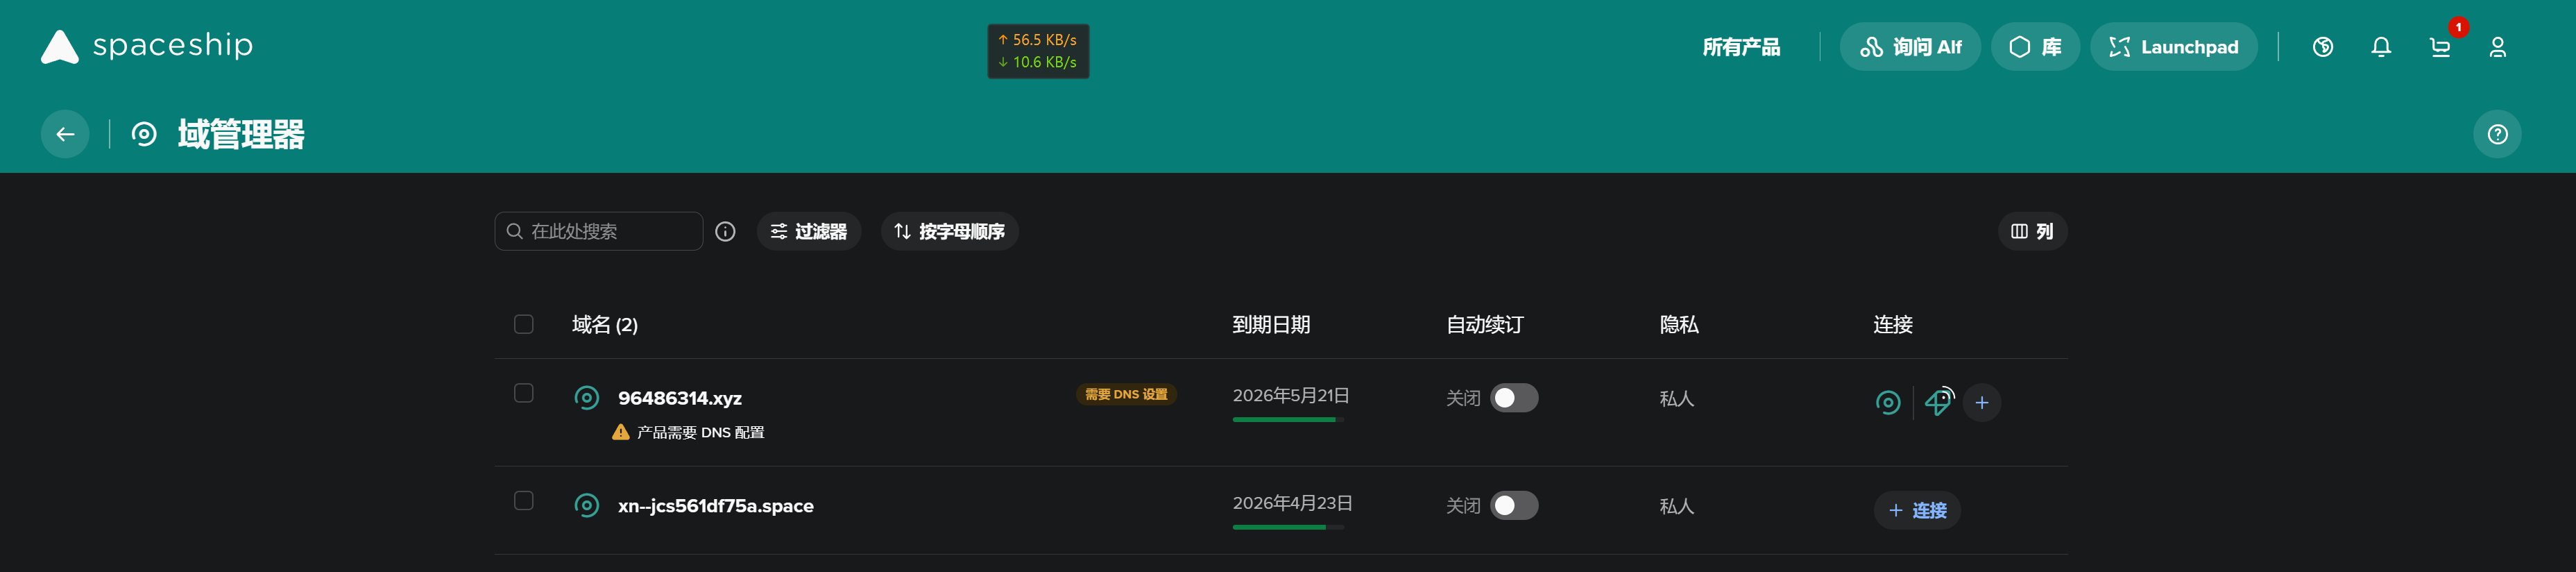 spaceship
↑ 56.5 KB/s
↓ 10.6 KB/s
所有产品
询问 Alf
库
Launchpad
1
域管理器
在此处搜索
过滤器
按字母顺序
列
域名 (2)
到期日期
自动续订
隐私
连接
96486314.xyz
需要 DNS 设置
2026年5月21日
关闭
私人
产品需要 DNS 配置
xn--jcs561df75a.space
2026年4月23日
关闭
私人
+ 连接